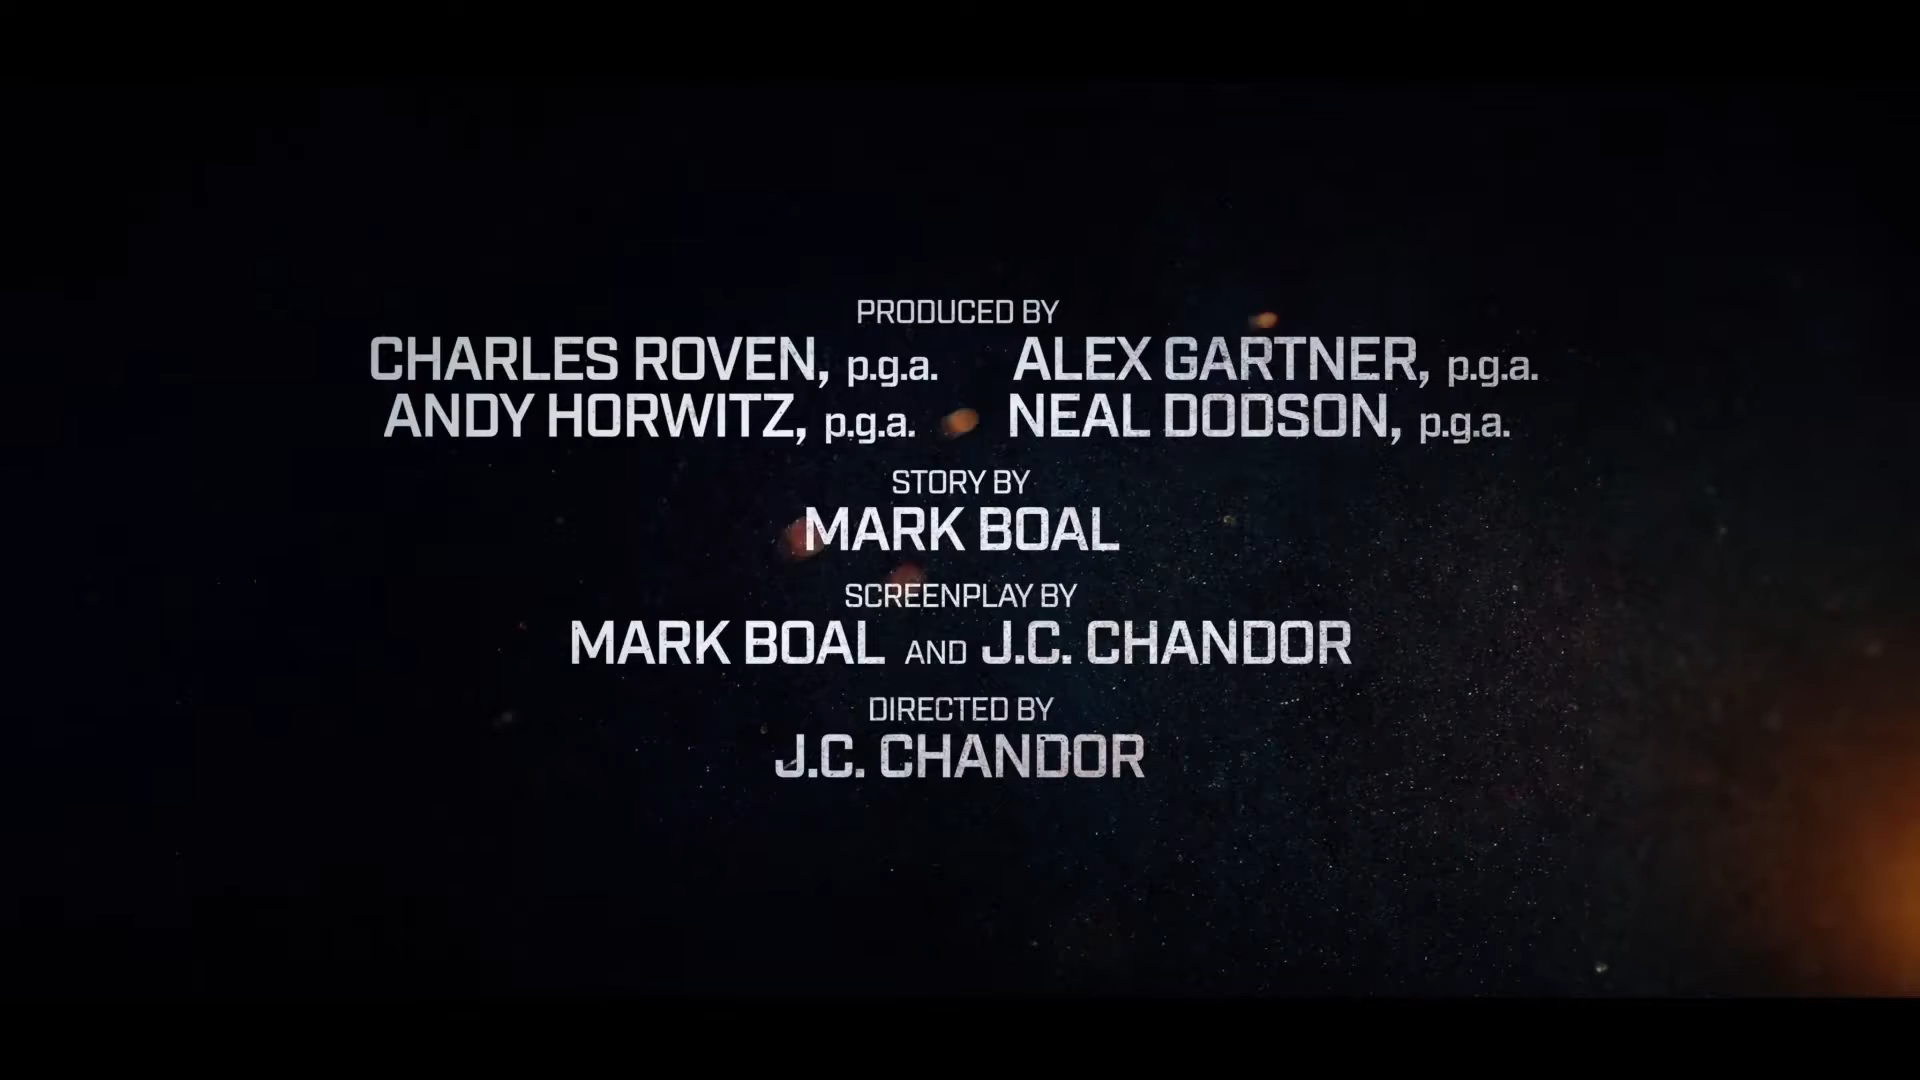 PRODUCED BY
CHARLES ROVEN, p.g.a. ALEX GARTNER, p.g.a.
ANDY HORWITZ, p.g.a. NEAL DODSON, p.g.a.
STORY BY
MARK BOAL
SCREENPLAY BY
MARK BOAL AND J.C. CHANDOR
DIRECTED BY
J.C. CHANDOR